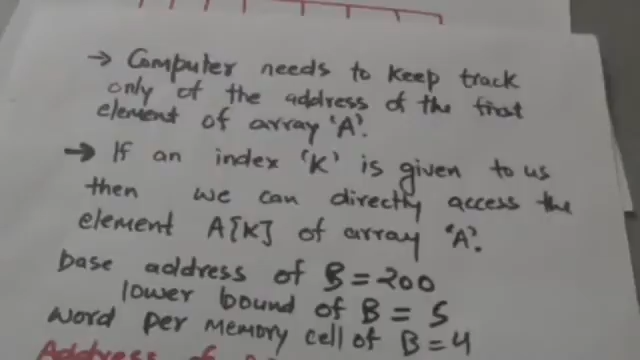 → Computer needs to keep track
only of the address of the first
element of array 'A'.
→ If an index 'K' is given to us
then we can directly access the
element A[K] of array 'A'.
base address of B = 200
lower bound of B = 5
word per memory cell of B = 4
Address of